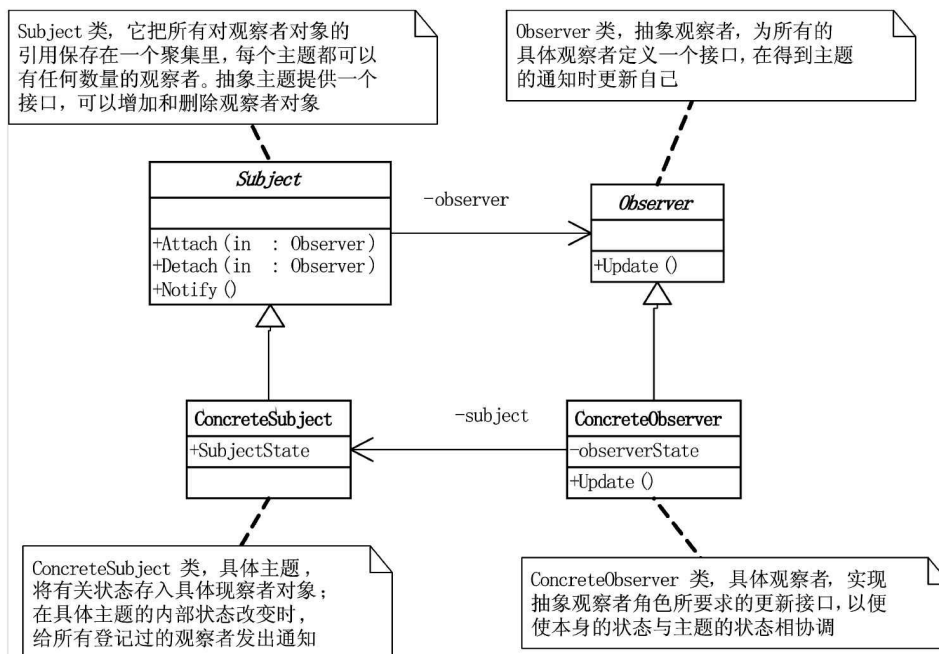 Subject 类，它把所有对观察者对象的
引用保存在一个聚集里，每个主题都可以
有任何数量的观察者。抽象主题提供一个
接口，可以增加和删除观察者对象
Observer 类，抽象观察者，为所有的
具体观察者定义一个接口，在得到主题
的通知时更新自己
Subject
+Attach(in : Observer)
+Detach(in : Observer)
+Notify()
-observer
Observer
+Update()
ConcreteSubject
+SubjectState
-subject
ConcreteObserver
-observerState
+Update()
ConcreteSubject 类，具体主题，
将有关状态存入具体现察者对象；
在具体主题的内部状态改变时，
给所有登记过的观察者发出通知
ConcreteObserver 类，具体观察者，实现
抽象观察者角色所要求的更新接口，以便
使本身的状态与主题的状态相协调